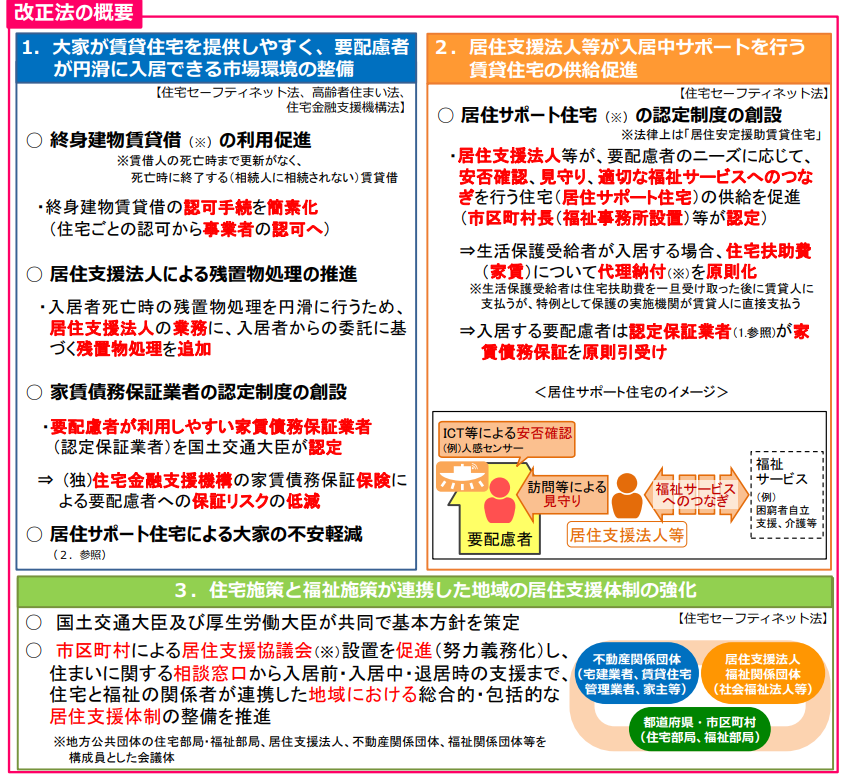 改正法の概要
1．大家が賃貸住宅を提供しやすく、要配慮者
が円滑に入居できる市場環境の整備
【住宅セーフティネット法、高齢者住まい法、
住宅金融支援機構法】
○ 終身建物賃貸借（※）の利用促進
※賃借人の死亡時まで更新がなく、
死亡時に終了する(相続人に相続されない)賃貸借
・終身建物賃貸借の認可手続を簡素化
（住宅ごとの認可から事業者の認可へ）
○ 居住支援法人による残置物処理の推進
・入居者死亡時の残置物処理を円滑に行うため、
居住支援法人の業務に、入居者からの委託に基
づく残置物処理を追加
○ 家賃債務保証業者の認定制度の創設
・要配慮者が利用しやすい家賃債務保証業者
（認定保証業者）を国土交通大臣が認定
⇒（独）住宅金融支援機構の家賃債務保証保険に
よる要配慮者への保証リスクの低減
○ 居住サポート住宅による大家の不安軽減
（２．参照）
２．居住支援法人等が入居中サポートを行う
賃貸住宅の供給促進
【住宅セーフティネット法】
○ 居住サポート住宅（※）の認定制度の創設
※法律上は「居住安定援助賃貸住宅」
・居住支援法人等が、要配慮者のニーズに応じて、
安否確認、見守り、適切な福祉サービスへのつな
ぎを行う住宅（居住サポート住宅）の供給を促進
（市区町村長（福祉事務所設置）等が認定）
⇒生活保護受給者が入居する場合、住宅扶助費
（家賃）について代理納付（※）を原則化
※生活保護受給者は住宅扶助費を一旦受け取った後に賃貸人に
支払うが、特例として保護の実施機関が賃貸人に直接支払う
⇒入居する要配慮者は認定保証業者（1.参照）が家
賃債務保証を原則引受け
＜居住サポート住宅のイメージ＞
ICT等による安否確認
(例)人感センサー
訪問等による
見守り
福祉サービス
へのつなぎ
福祉
サービス
（例）
困窮者自立
支援、介護等
要配慮者
居住支援法人等
３．住宅施策と福祉施策が連携した地域の居住支援体制の強化
【住宅セーフティネット法】
○ 国土交通大臣及び厚生労働大臣が共同で基本方針を策定
○ 市区町村による居住支援協議会（※）設置を促進（努力義務化）し、
住まいに関する相談窓口から入居前・入居中・退居時の支援まで、
住宅と福祉の関係者が連携した地域における総合的・包括的な
居住支援体制の整備を推進
※地方公共団体の住宅部局・福祉部局、居住支援法人、不動産関係団体、福祉関係団体等を
構成員とした会議体
不動産関係団体
（宅建業者、賃貸住宅
管理業者、家主等）
居住支援法人
福祉関係団体
（社会福祉法人等）
都道府県・市区町村
（住宅部局、福祉部局）